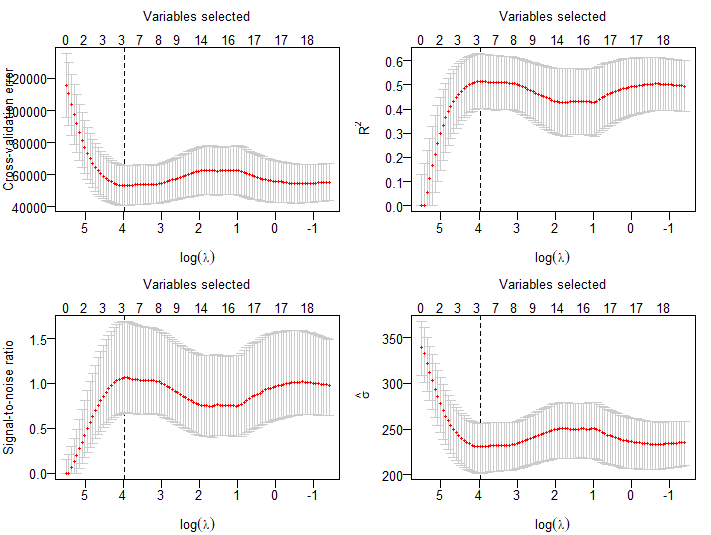 Variables selected
0 2 3 3 7 8 9 14 16 17 17 18
Cross-validation error
120000
100000
80000
60000
40000
5 4 3 2 1 0 -1
log(λ)
Variables selected
0 2 3 3 7 8 9 14 16 17 17 18
R²
0.6
0.5
0.4
0.3
0.2
0.1
0.0
5 4 3 2 1 0 -1
log(λ)
Variables selected
0 2 3 3 7 8 9 14 16 17 17 18
Signal-to-noise ratio
1.5
1.0
0.5
0.0
5 4 3 2 1 0 -1
log(λ)
Variables selected
0 2 3 3 7 8 9 14 16 17 17 18
σ̂
350
300
250
200
5 4 3 2 1 0 -1
log(λ)